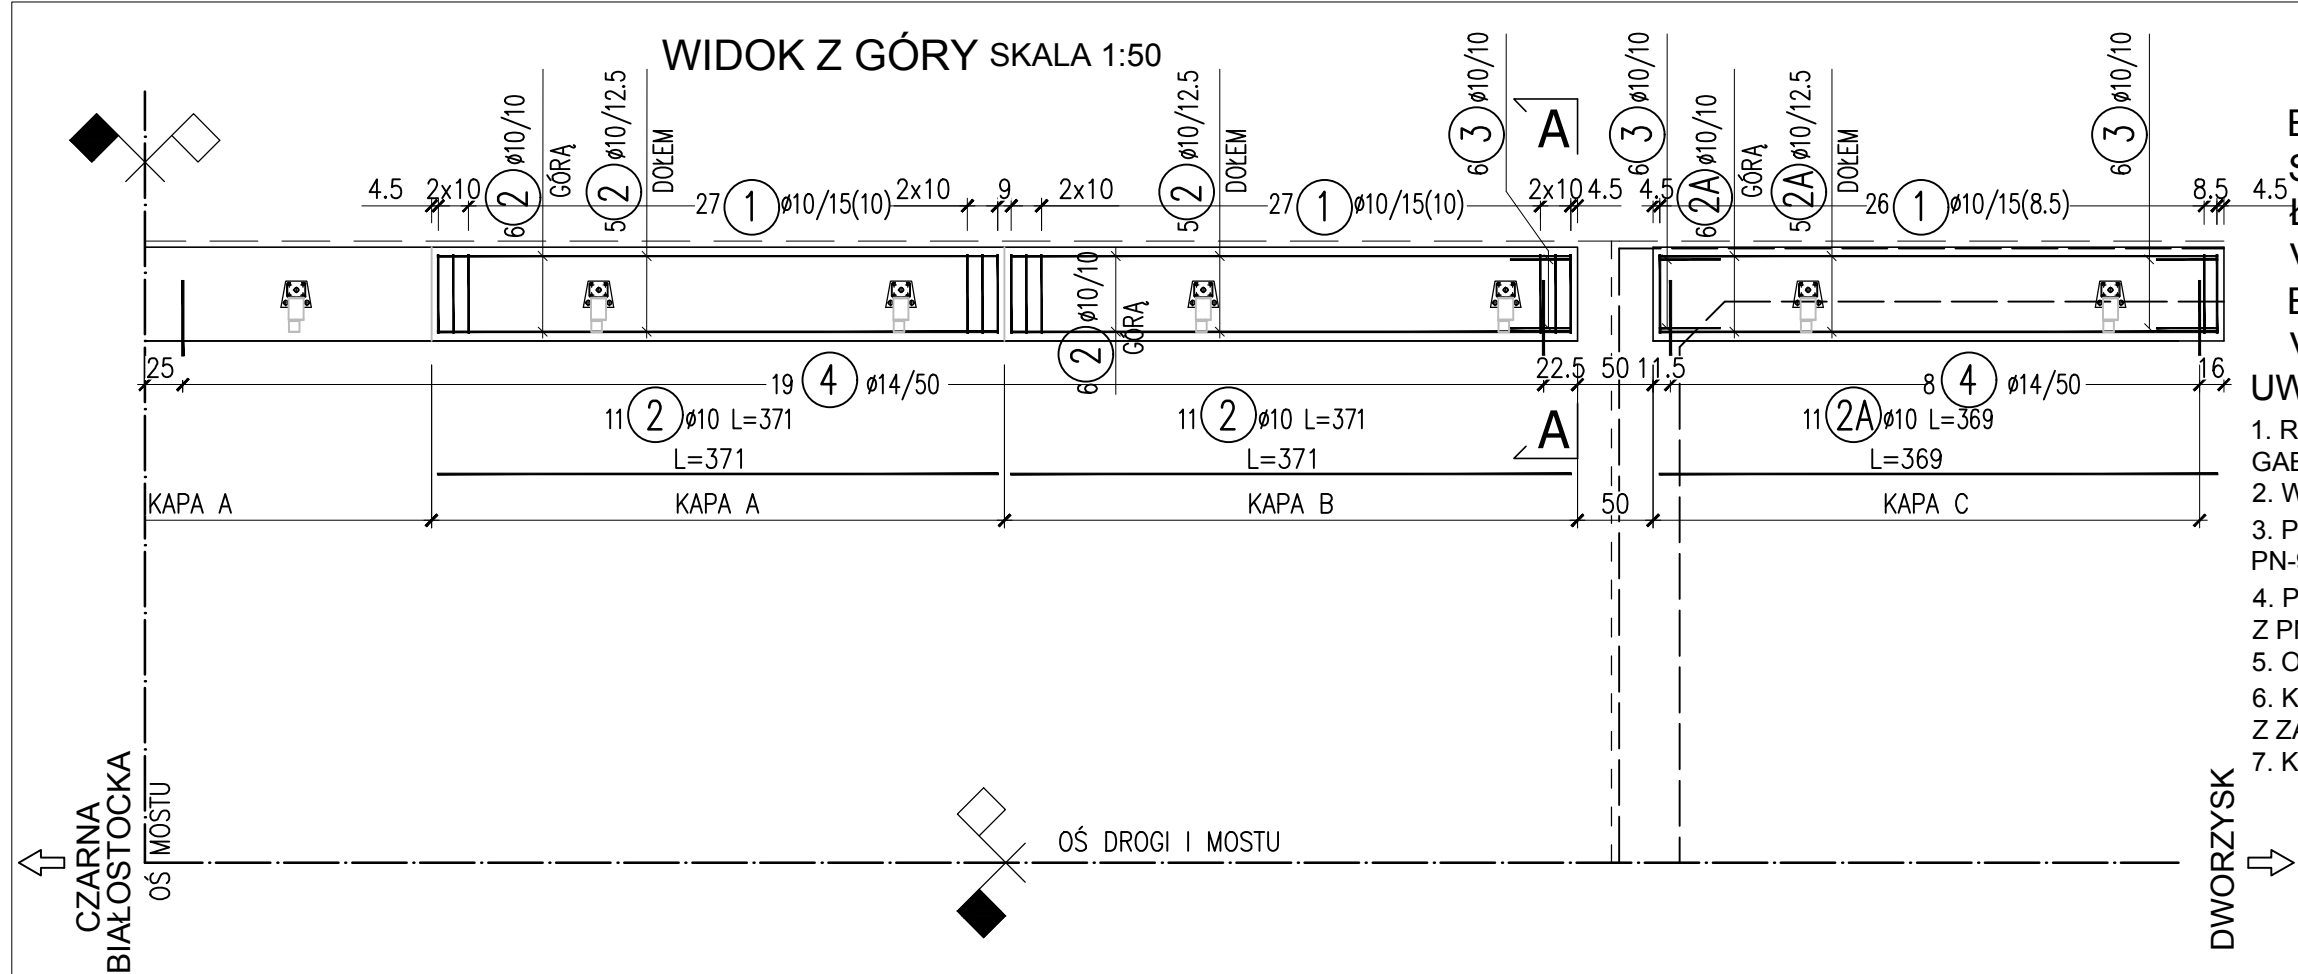 WIDOK Z GÓRY SKALA 1:50
6 2 ø10/10
GÓRĄ
5 2 ø10/12.5
DOŁEM
5 2 ø10/12.5
DOŁEM
6 3 ø10/10
A
6 3 ø10/10
6 2A ø10/10
GÓRĄ
5 2A ø10/12.5
DOŁEM
6 3 ø10/10
4.5 2x10 27 1 ø10/15(10) 2x10 9 2x10 27 1 ø10/15(10) 2x10 4.5 4.5 26 1 ø10/15(8.5) 8.5 4.5
6 2 ø10/10
GÓRĄ
25 19 4 ø14/50 22.5 50 11.5 8 4 ø14/50 16
11 2 ø10 L=371 11 2 ø10 L=371 A 11 2A ø10 L=369
L=371 L=371 L=369
KAPA A KAPA A KAPA B 50 KAPA C
UW
1. R
GAB
2. W
3. P
PN-9
4. P
Z PN
5. O
6. K
Z ZA
7. K
OŚ MOSTU
OŚ DROGI I MOSTU
CZARNA
BIAŁOSTOCKA
DWORZYSK